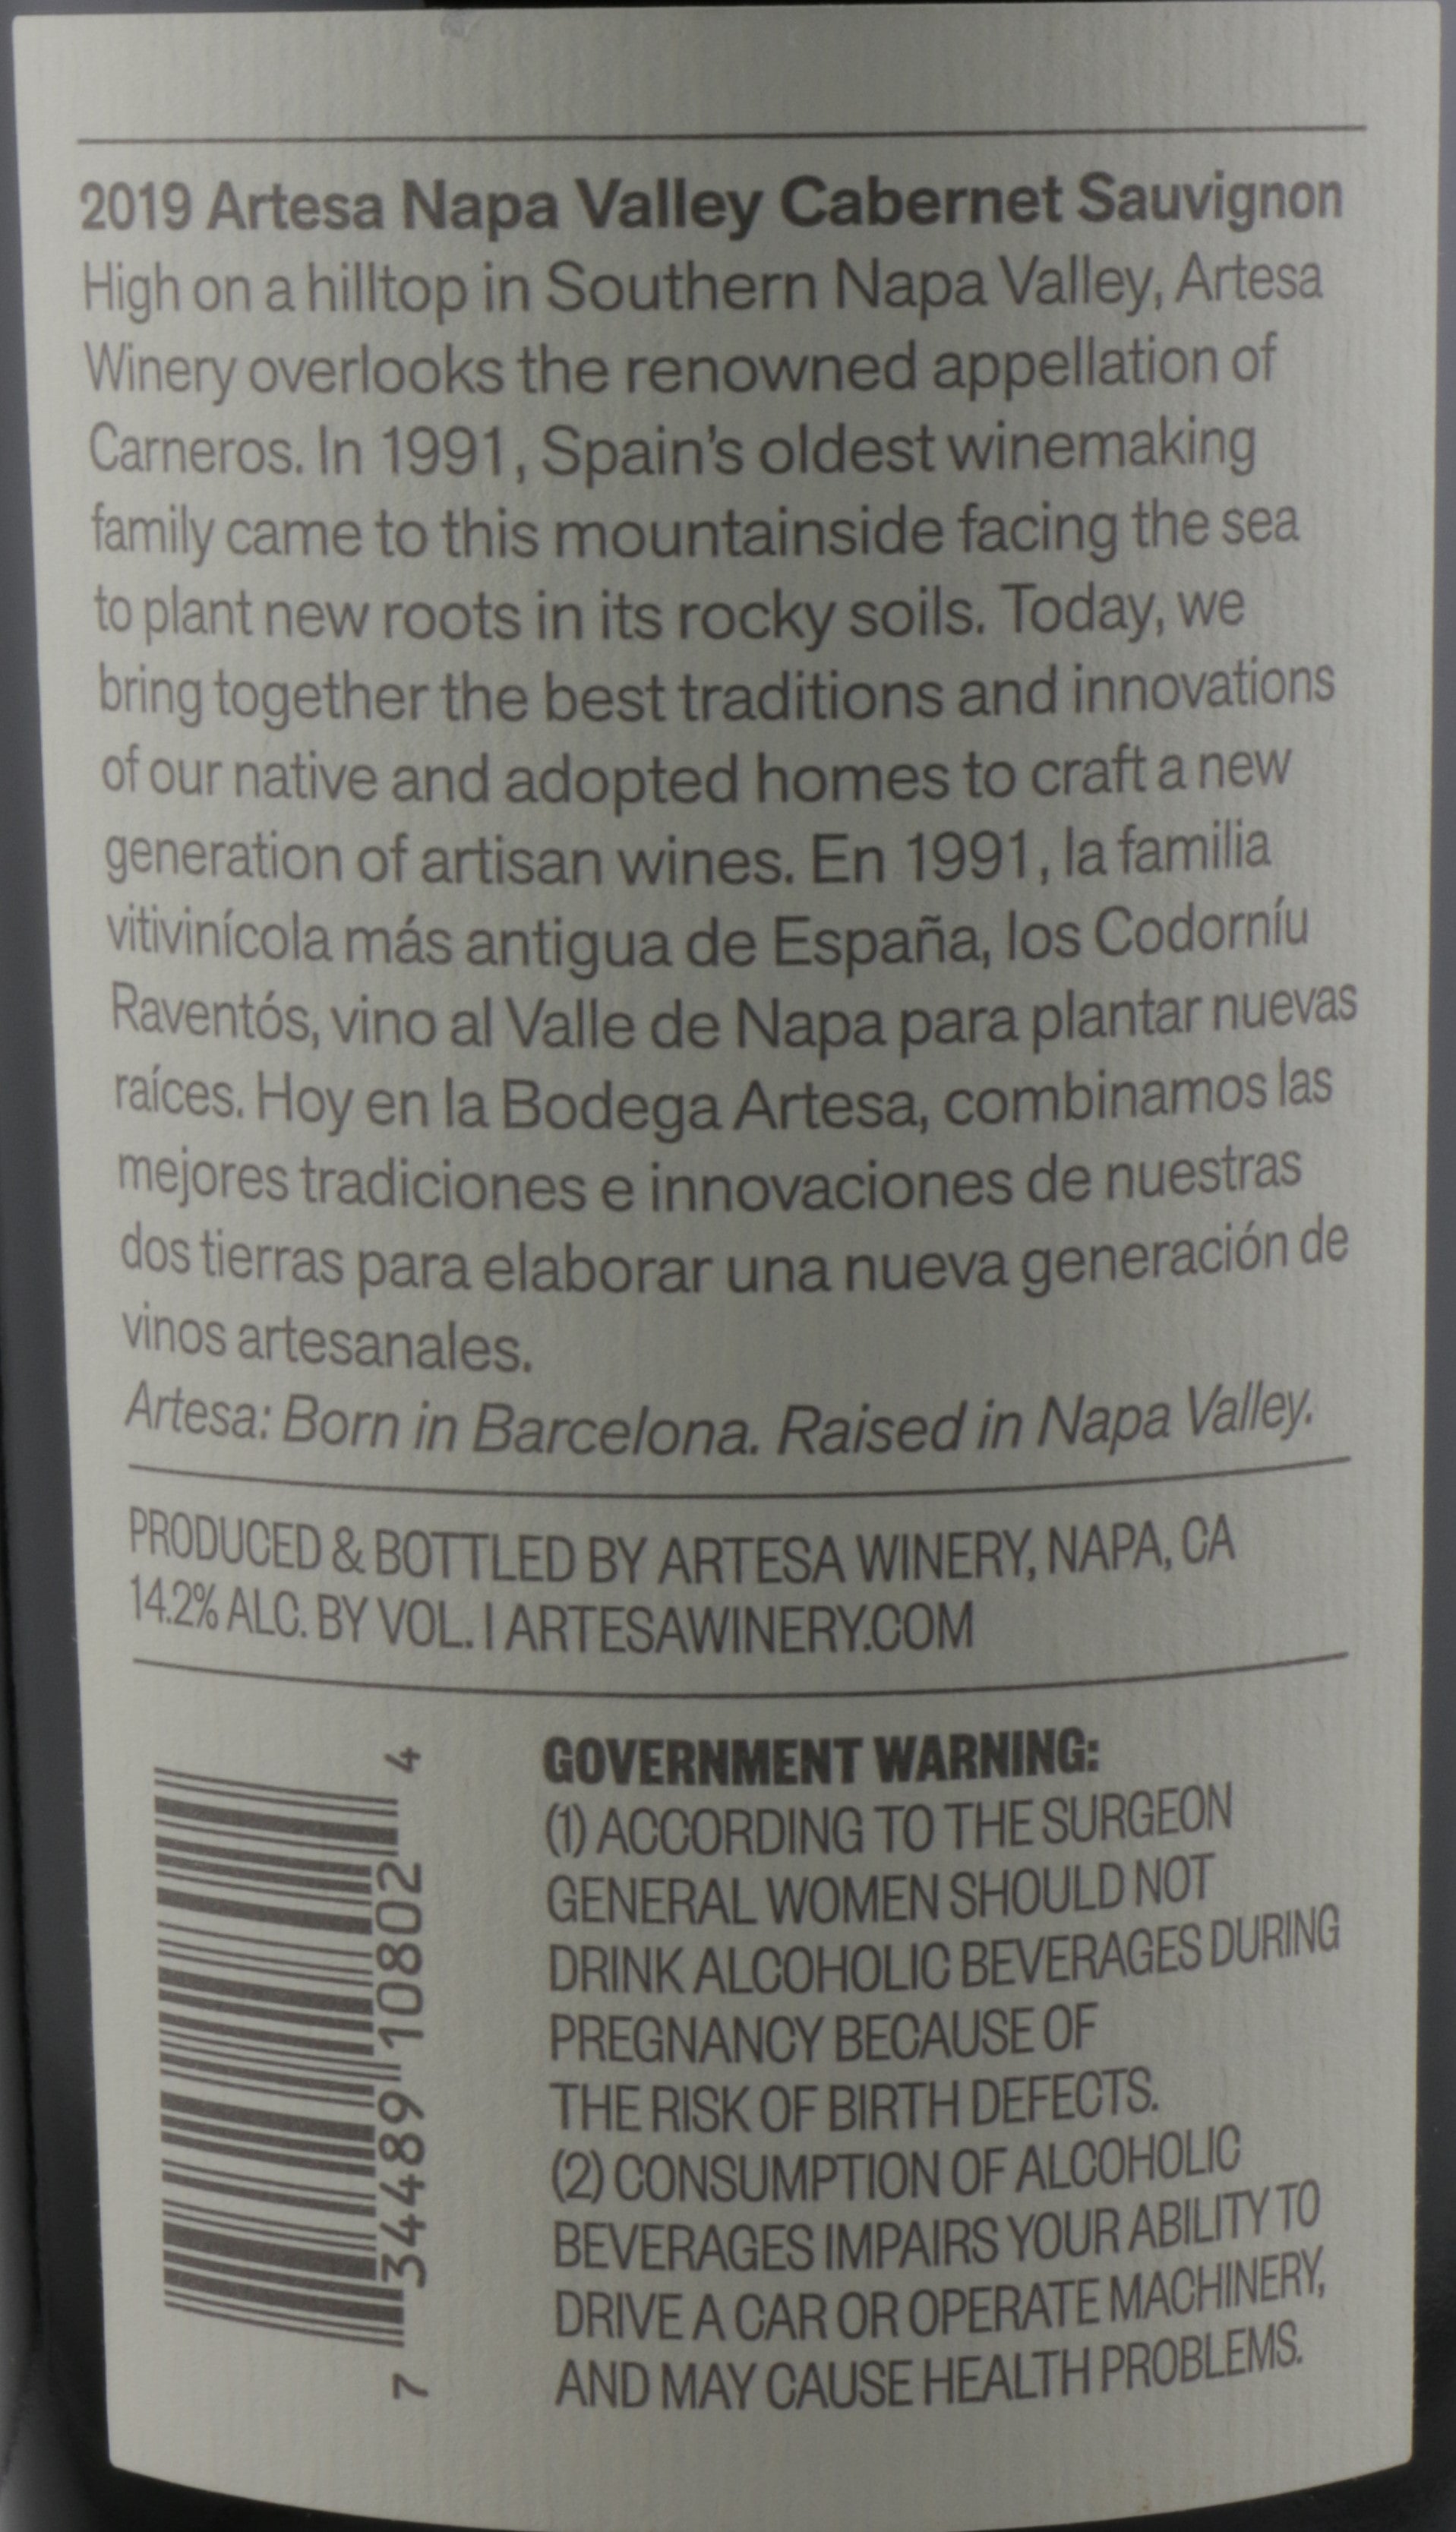 2019 Artesa Napa Valley Cabernet Sauvignon
High on a hilltop in Southern Napa Valley, Artesa
Winery overlooks the renowned appellation of
Carneros. In 1991, Spain's oldest winemaking
family came to this mountainside facing the sea
to plant new roots in its rocky soils. Today, we
bring together the best traditions and innovations
of our native and adopted homes to craft a new
generation of artisan wines. En 1991, la familia
vitivinícola más antigua de España, los Codorníu
Raventós, vino al Valle de Napa para plantar nuevas
raíces. Hoy en la Bodega Artesa, combinamos las
mejores tradiciones e innovaciones de nuestras
dos tierras para elaborar una nueva generación de
vinos artesanales.
Artesa: Born in Barcelona. Raised in Napa Valley.
PRODUCED & BOTTLED BY ARTESA WINERY, NAPA, CA
14.2% ALC. BY VOL. | ARTESAWINERY.COM
7 34489 10802 4
GOVERNMENT WARNING:
(1) ACCORDING TO THE SURGEON
GENERAL WOMEN SHOULD NOT
DRINK ALCOHOLIC BEVERAGES DURING
PREGNANCY BECAUSE OF
THE RISK OF BIRTH DEFECTS.
(2) CONSUMPTION OF ALCOHOLIC
BEVERAGES IMPAIRS YOUR ABILITY TO
DRIVE A CAR OR OPERATE MACHINERY,
AND MAY CAUSE HEALTH PROBLEMS.